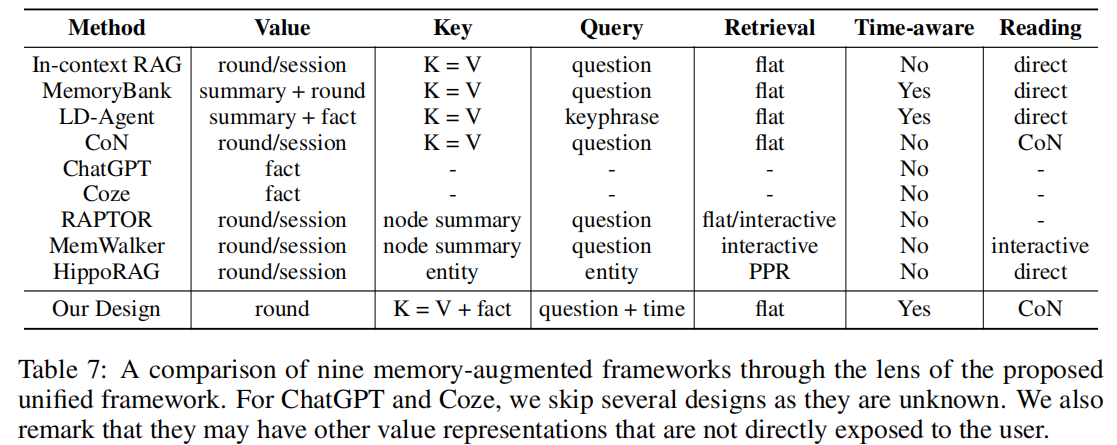 Method Value Key Query Retrieval Time-aware Reading
In-context RAG round/session K = V question flat No direct
MemoryBank summary + round K = V question flat Yes direct
LD-Agent summary + fact K = V keyphrase flat Yes direct
CoN round/session K = V question flat No CoN
ChatGPT fact - - - No -
Coze fact - - - No -
RAPTOR round/session node summary question flat/interactive No -
MemWalker round/session node summary question interactive No interactive
HippoRAG round/session entity entity PPR No direct
Our Design round K = V + fact question + time flat Yes CoN
Table 7: A comparison of nine memory-augmented frameworks through the lens of the proposed
unified framework. For ChatGPT and Coze, we skip several designs as they are unknown. We also
remark that they may have other value representations that are not directly exposed to the user.